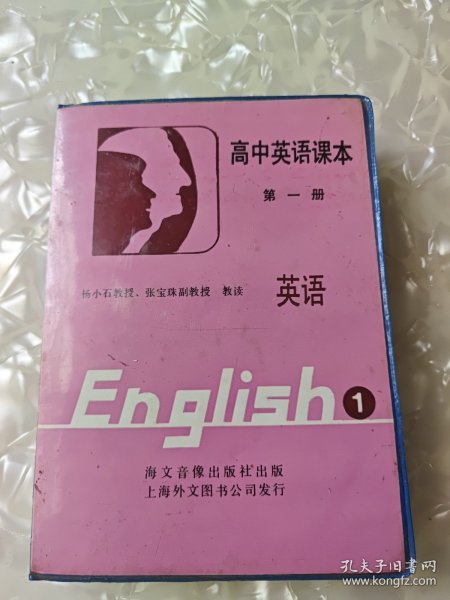 高中英语课本
第一册
杨小石教授、张宝珠副教授 教读
英语
English 1
海文音像出版社出版
上海外文图书公司发行
孔夫子旧书网
www.kongfz.com